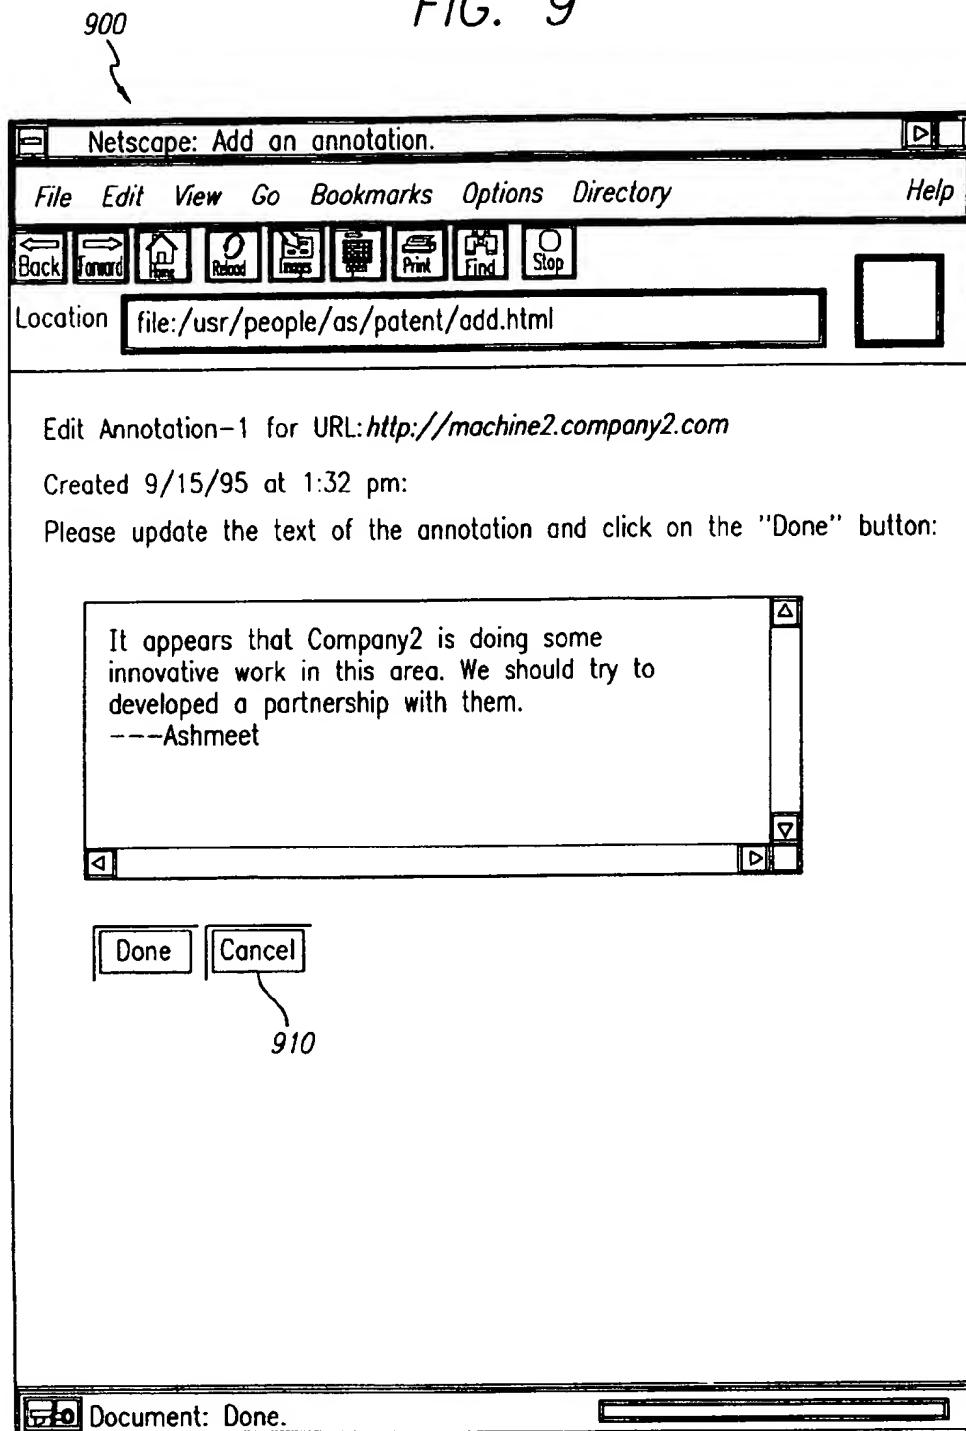 FIG. 9
900
Netscape: Add an annotation.
File Edit View Go Bookmarks Options Directory Help
Back Forward Home Reload Images Open Print Find Stop
Location file:/usr/people/as/patent/add.html
Edit Annotation-1 for URL: http://machine2.company2.com
Created 9/15/95 at 1:32 pm:
Please update the text of the annotation and click on the "Done" button:
It appears that Company2 is doing some
innovative work in this area. We should try to
developed a partnership with them.
---Ashmeet
Done Cancel
910
Document: Done.